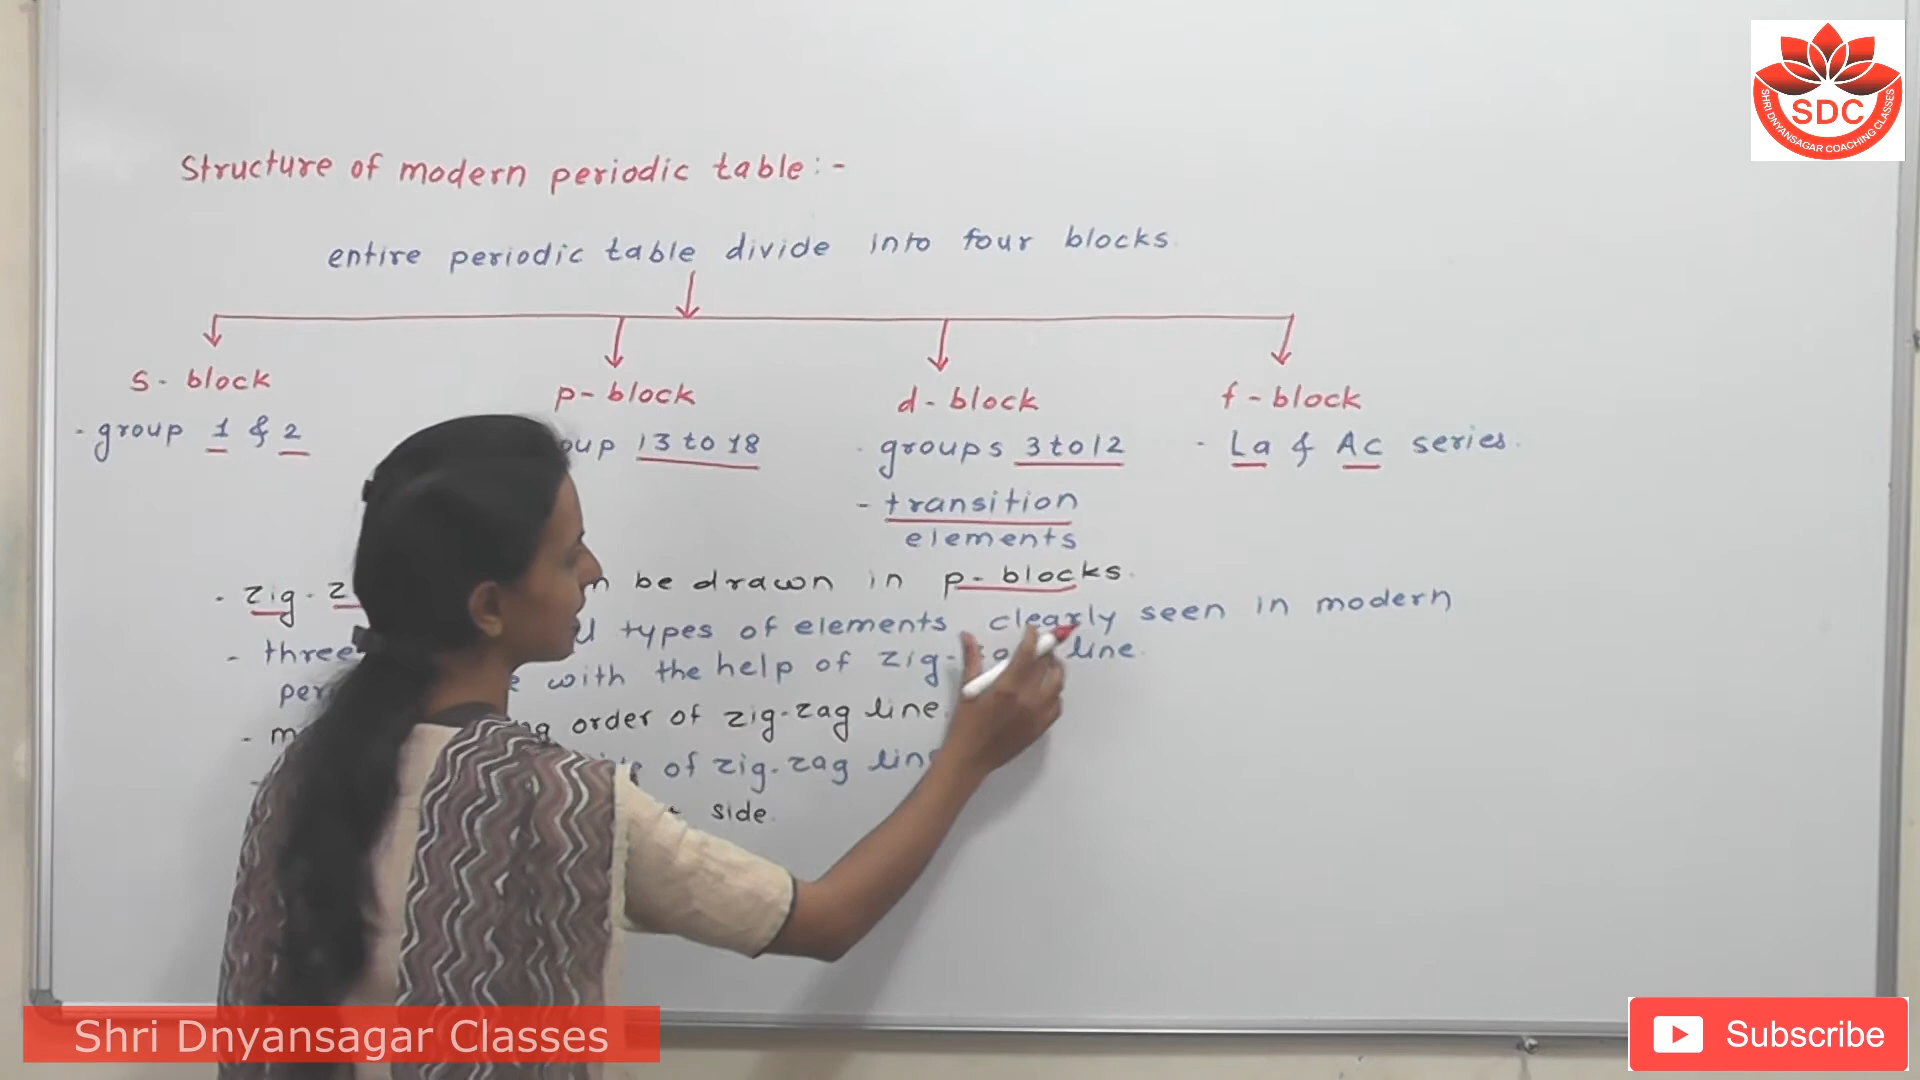 SDC
SHRI DNYANSAGAR COACHING CLASSES
Structure of modern periodic table:-
entire periodic table divide into four blocks.
s-block p-block d-block f-block
- group 1 & 2 13 to 18 - groups 3 to 12 - La & Ac series.
- transition
elements
- zig- be drawn in p-blocks.
- three types of elements clearly seen in modern
with the help of zig- line.
- order of zig-zag line.
- of zig-zag
side.
Shri Dnyansagar Classes
Subscribe